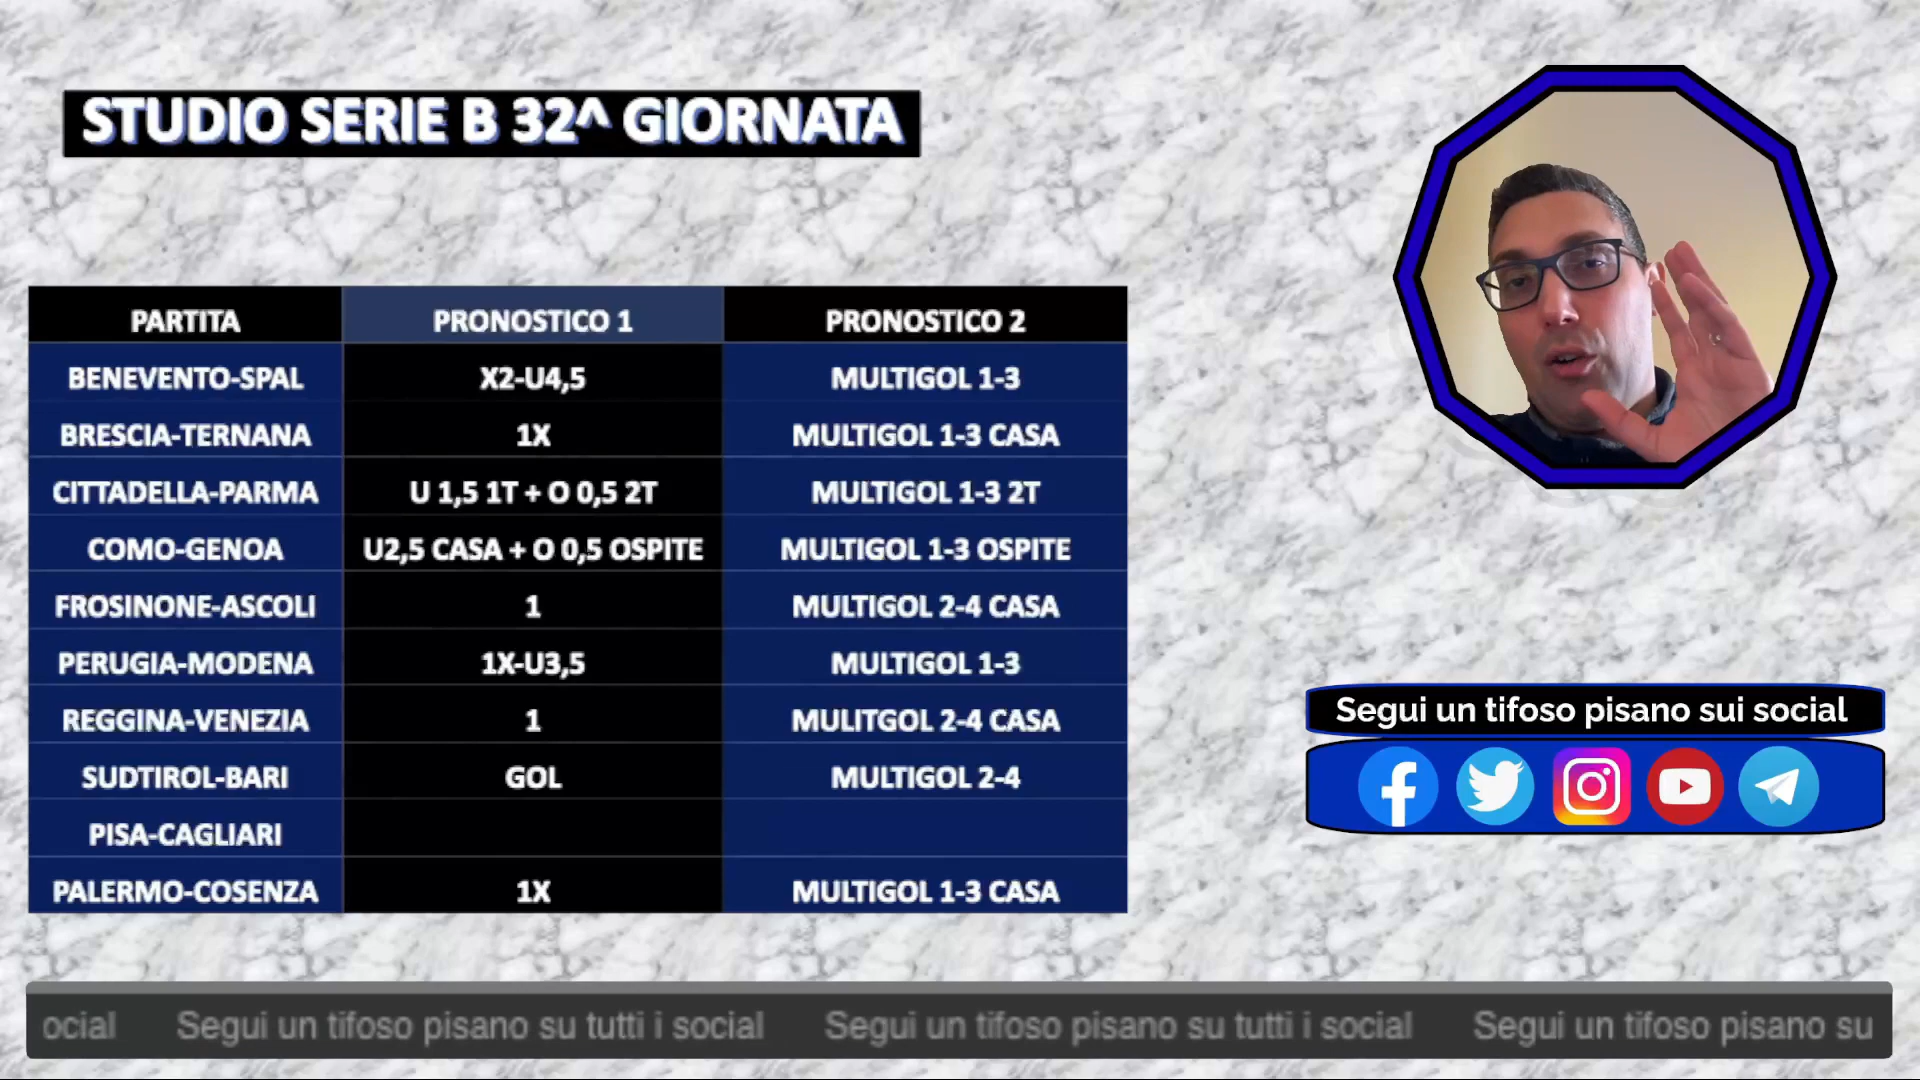 STUDIO SERIE B 32^ GIORNATA
PARTITA PRONOSTICO 1 PRONOSTICO 2
BENEVENTO-SPAL X2-U4,5 MULTIGOL 1-3
BRESCIA-TERNANA 1X MULTIGOL 1-3 CASA
CITTADELLA-PARMA U 1,5 1T + O 0,5 2T MULTIGOL 1-3 2T
COMO-GENOA U2,5 CASA + O 0,5 OSPITE MULTIGOL 1-3 OSPITE
FROSINONE-ASCOLI 1 MULTIGOL 2-4 CASA
PERUGIA-MODENA 1X-U3,5 MULTIGOL 1-3
REGGINA-VENEZIA 1 MULITGOL 2-4 CASA
SUDTIROL-BARI GOL MULTIGOL 2-4
PISA-CAGLIARI
PALERMO-COSENZA 1X MULTIGOL 1-3 CASA
Segui un tifoso pisano sui social
ocial Segui un tifoso pisano su tutti i social Segui un tifoso pisano su tutti i social Segui un tifoso pisano su